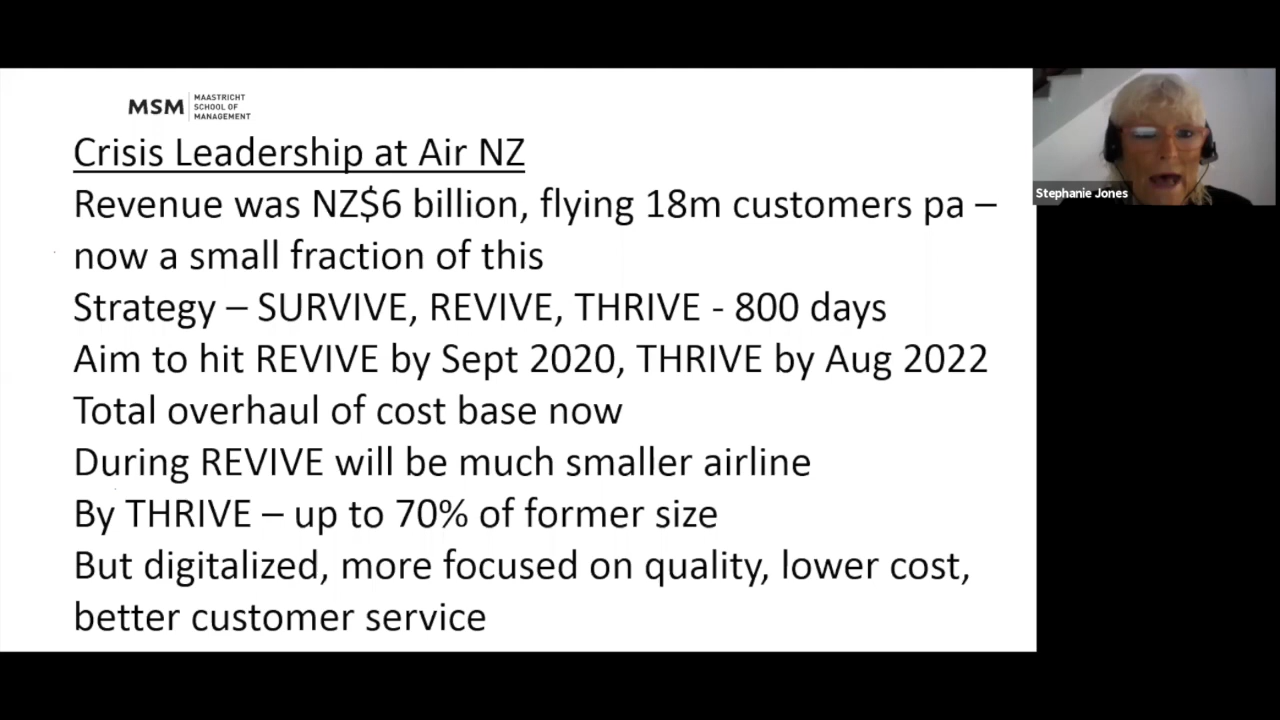 MSM
MAASTRICHT
SCHOOL OF
MANAGEMENT
Crisis Leadership at Air NZ
Revenue was NZ$6 billion, flying 18m customers pa –
now a small fraction of this
Strategy – SURVIVE, REVIVE, THRIVE - 800 days
Aim to hit REVIVE by Sept 2020, THRIVE by Aug 2022
Total overhaul of cost base now
During REVIVE will be much smaller airline
By THRIVE – up to 70% of former size
But digitalized, more focused on quality, lower cost,
better customer service
Stephanie Jones